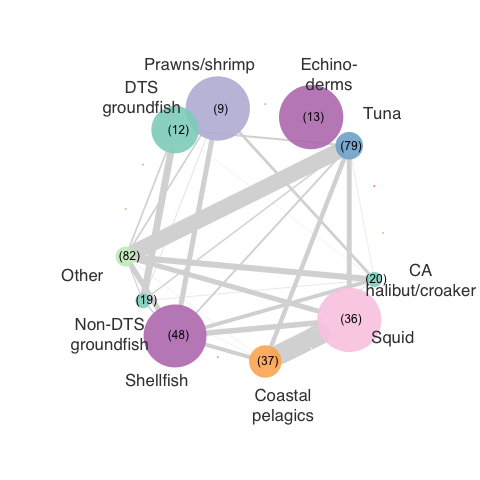 Prawns/shrimp
Echino-
derms
DTS
groundfish
(9)
(13)
Tuna
(12)
(79)
(82)
Other
(20)
CA
halibut/croaker
(19)
Non-DTS
groundfish
(48)
(36)
Squid
(37)
Shellfish
Coastal
pelagics